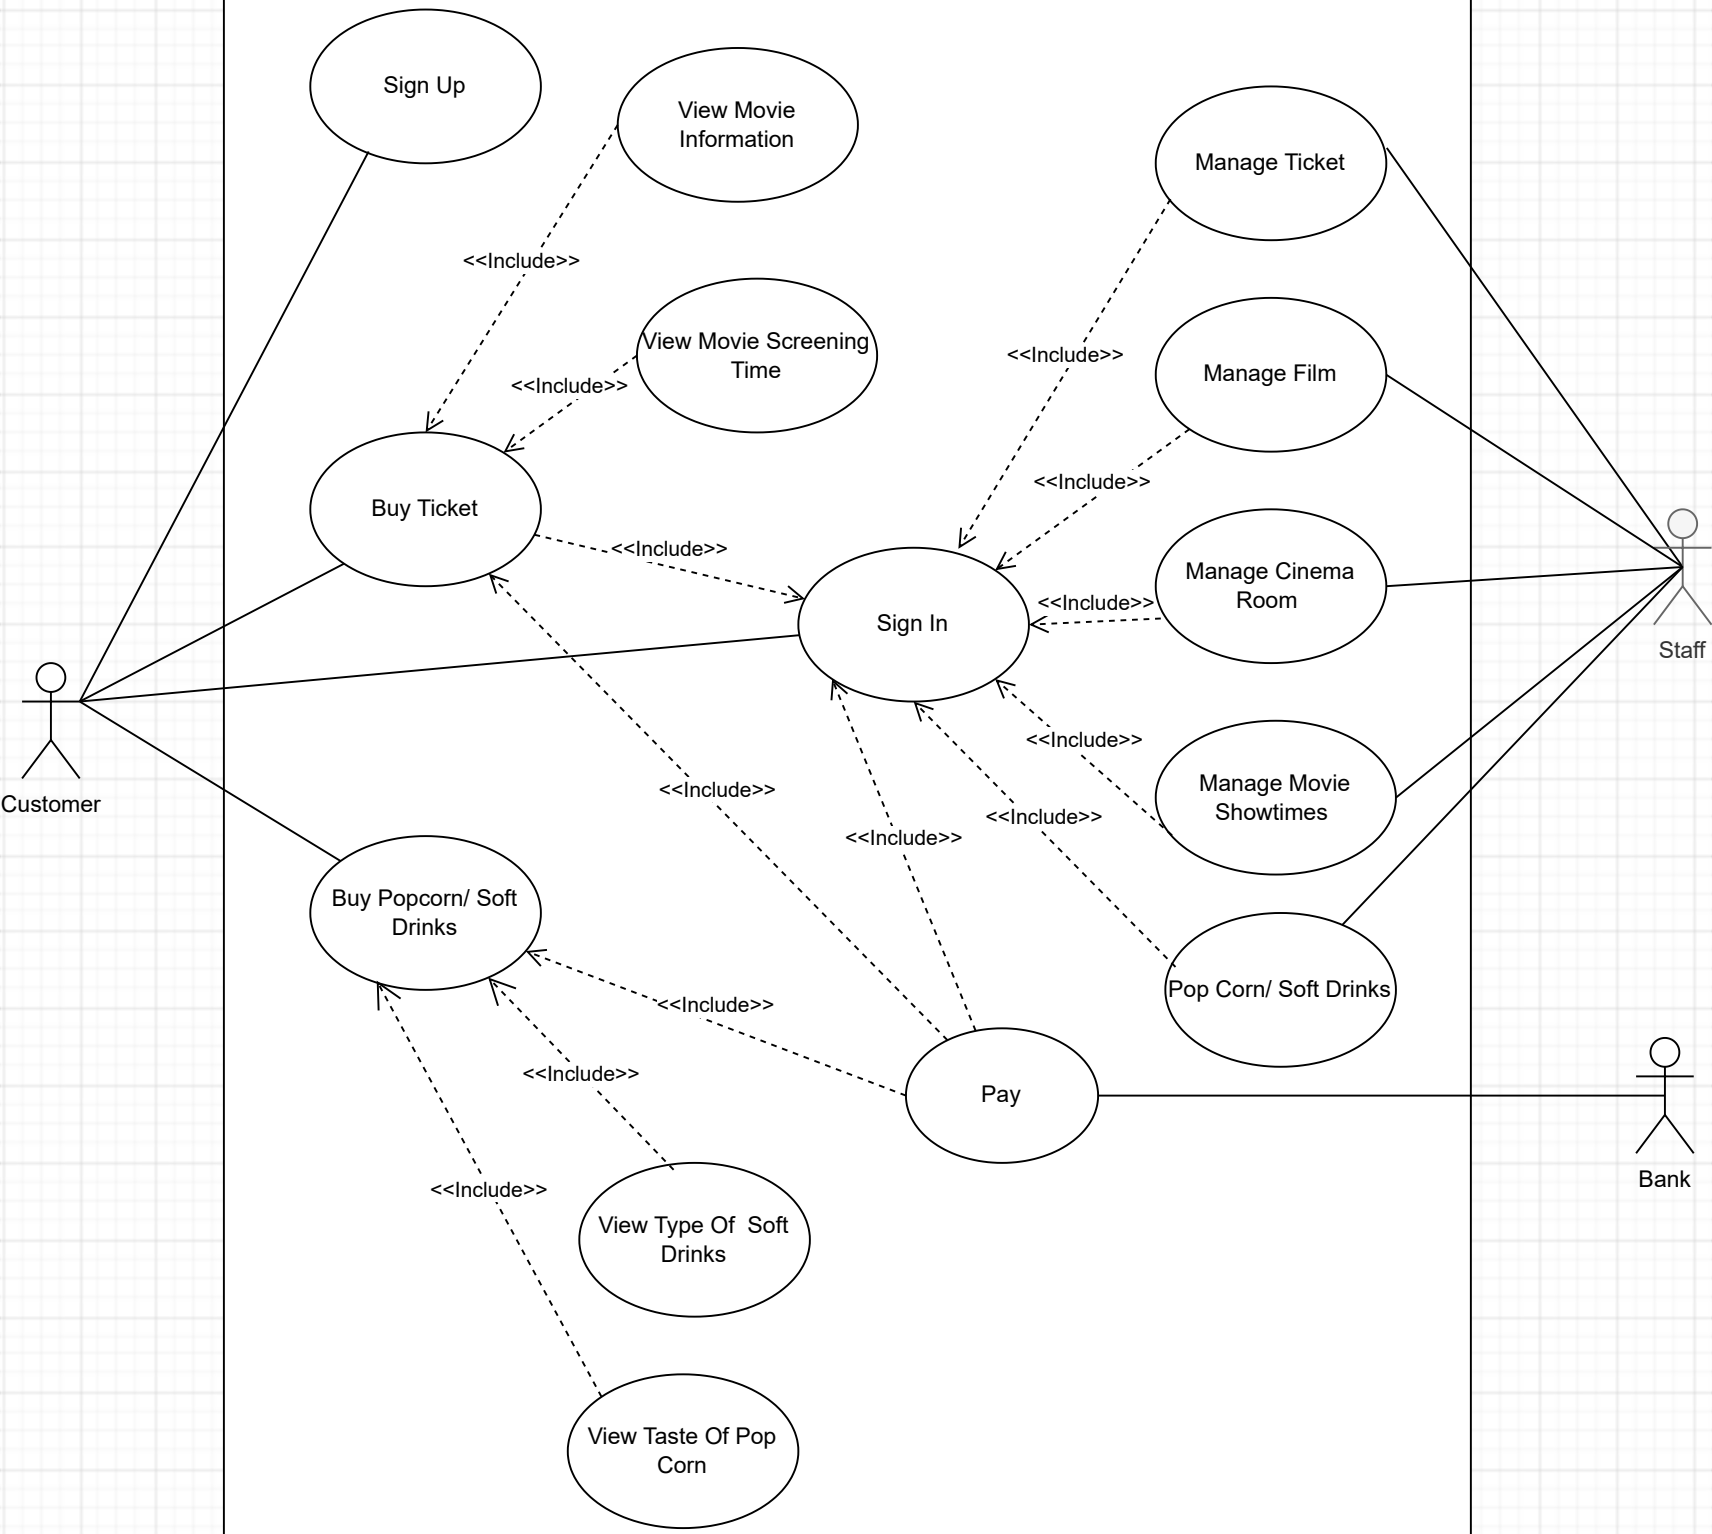 Sign Up
View Movie
Information
Manage Ticket
<<Include>>
View Movie Screening
Time
<<Include>>
<<Include>>
Manage Film
<<Include>>
Buy Ticket
<<Include>>
Sign In
<<Include>>
Manage Cinema
Room
Staff
Customer
<<Include>>
<<Include>>
<<Include>>
<<Include>>
Manage Movie
Showtimes
Buy Popcorn/ Soft
Drinks
<<Include>>
Pop Corn/ Soft Drinks
<<Include>>
Pay
Bank
<<Include>>
View Type Of  Soft
Drinks
View Taste Of Pop
Corn